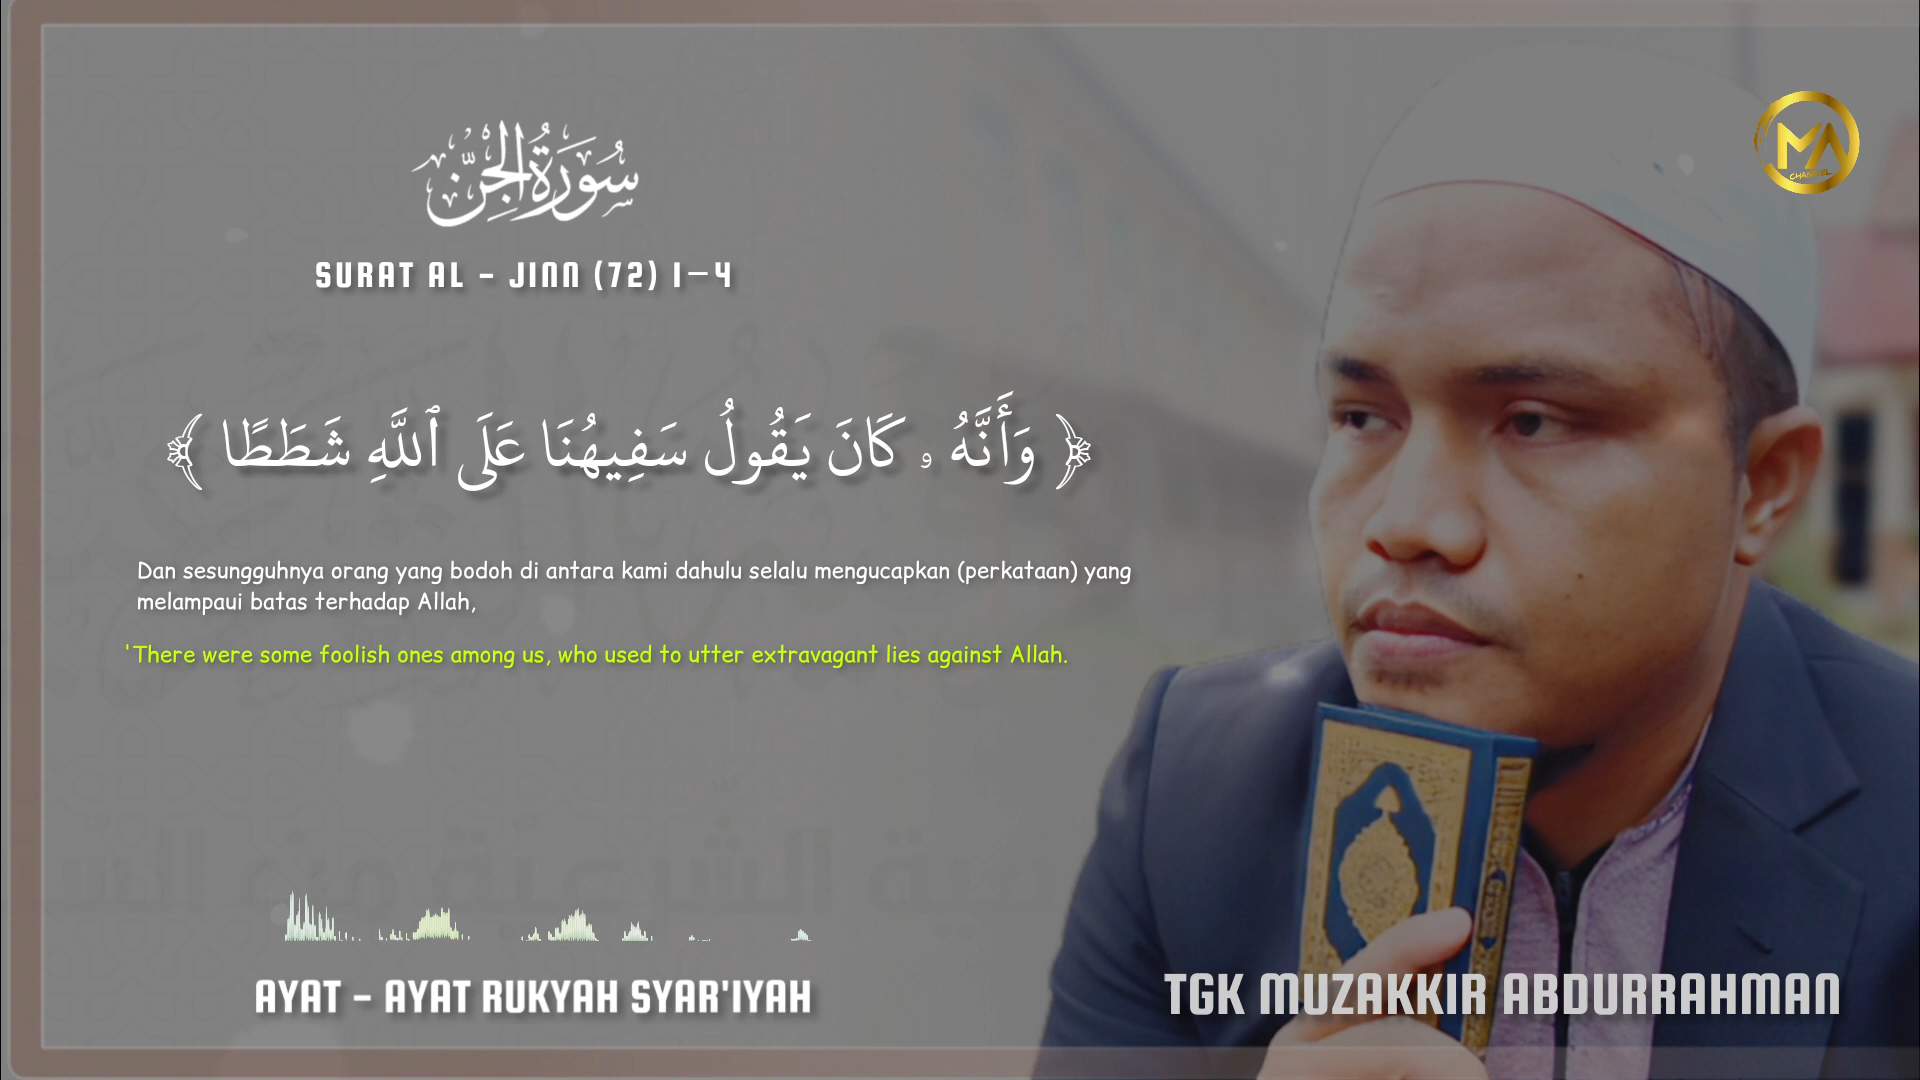 سُورَةُ الجِنّ
MA
CHANNEL
SURAT AL - JINN (72) 1-4
﴿ وَأَنَّهُۥ كَانَ يَقُولُ سَفِيهُنَا عَلَى ٱللَّهِ شَطَطًا ﴾
Dan sesungguhnya orang yang bodoh di antara kami dahulu selalu mengucapkan (perkataan) yang
melampaui batas terhadap Allah,
'There were some foolish ones among us, who used to utter extravagant lies against Allah.
AYAT - AYAT RUKYAH SYAR'IYAH
TGK MUZAKKIR ABDURRAHMAN